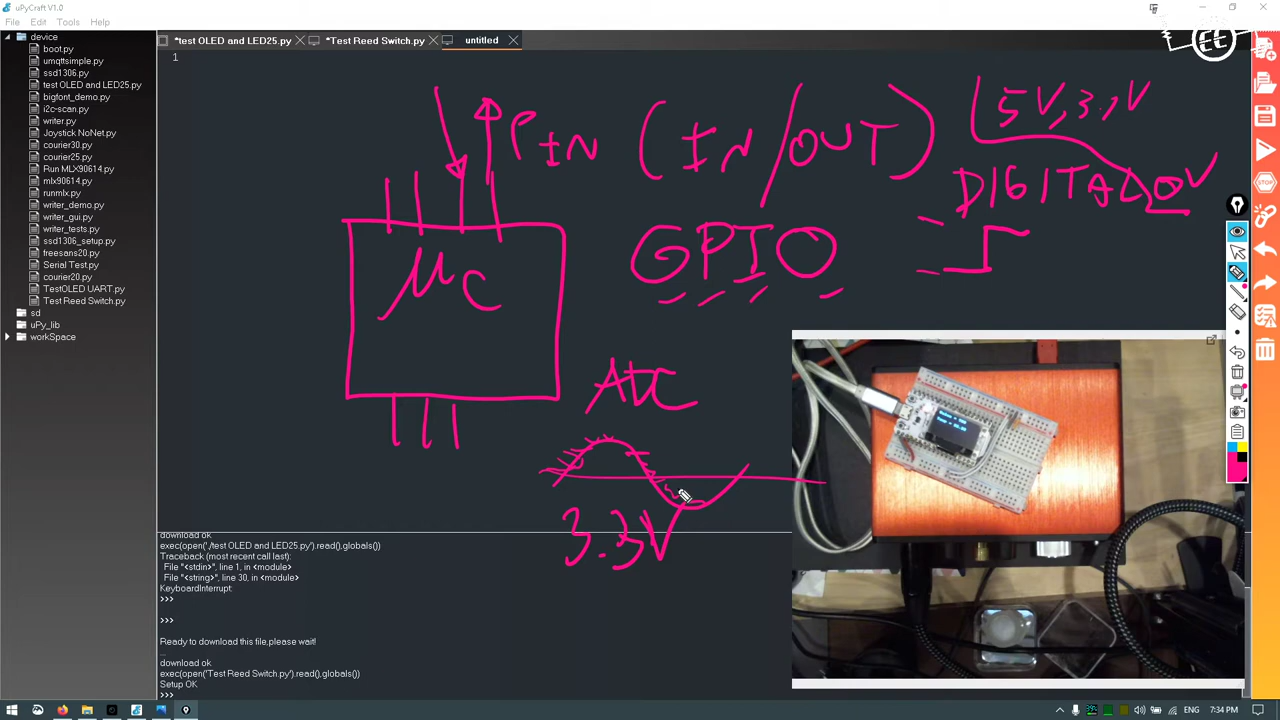 uPyCraft V1.0
File Edit Tools Help
device
boot.py
umqttsimple.py
ssd1306.py
test OLED and LED25.py
bigfont_demo.py
i2c-scan.py
writer.py
Joystick NoNet.py
courier30.py
courier25.py
Run MLX90614.py
mlx90614.py
runmlx.py
writer_demo.py
writer_gui.py
writer_tests.py
ssd1306_setup.py
freesans20.py
Serial Test.py
courier20.py
TestOLED UART.py
Test Reed Switch.py
sd
uPy_lib
workSpace
*test OLED and LED25.py
*Test Reed Switch.py
untitled
1
PIN (IN/OUT)
5V, 3., V
DIGITAL 0V
GPIO
μC
ADC
3.3V
EE
STOP
download ok
exec(open('./test OLED and LED25.py').read(),globals())
Traceback (most recent call last):
File "<stdin>", line 1, in <module>
File "<string>", line 30, in <module>
KeyboardInterrupt:
>>>
>>>
Ready to download this file,please wait!
..
download ok
exec(open('Test Reed Switch.py').read(),globals())
Setup OK
>>>
ENG
7:34 PM